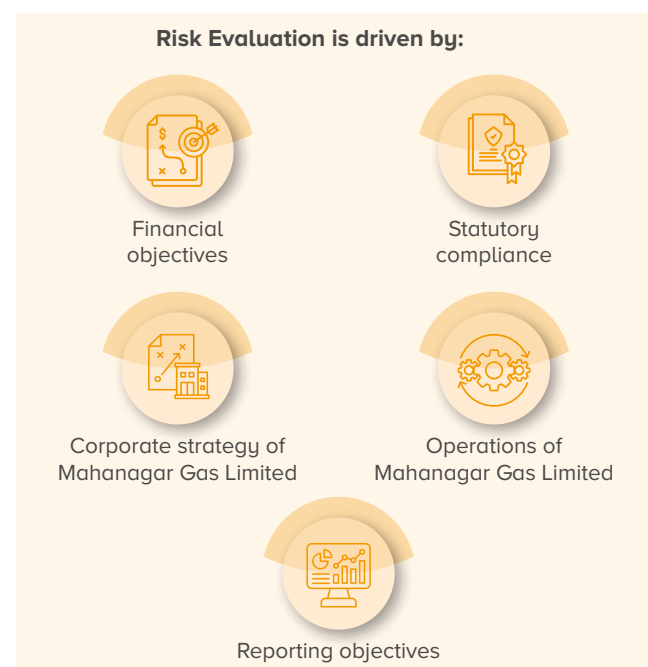 Risk Evaluation is driven by:
$
Financial
objectives
Statutory
compliance
Corporate strategy of
Mahanagar Gas Limited
Operations of
Mahanagar Gas Limited
Reporting objectives